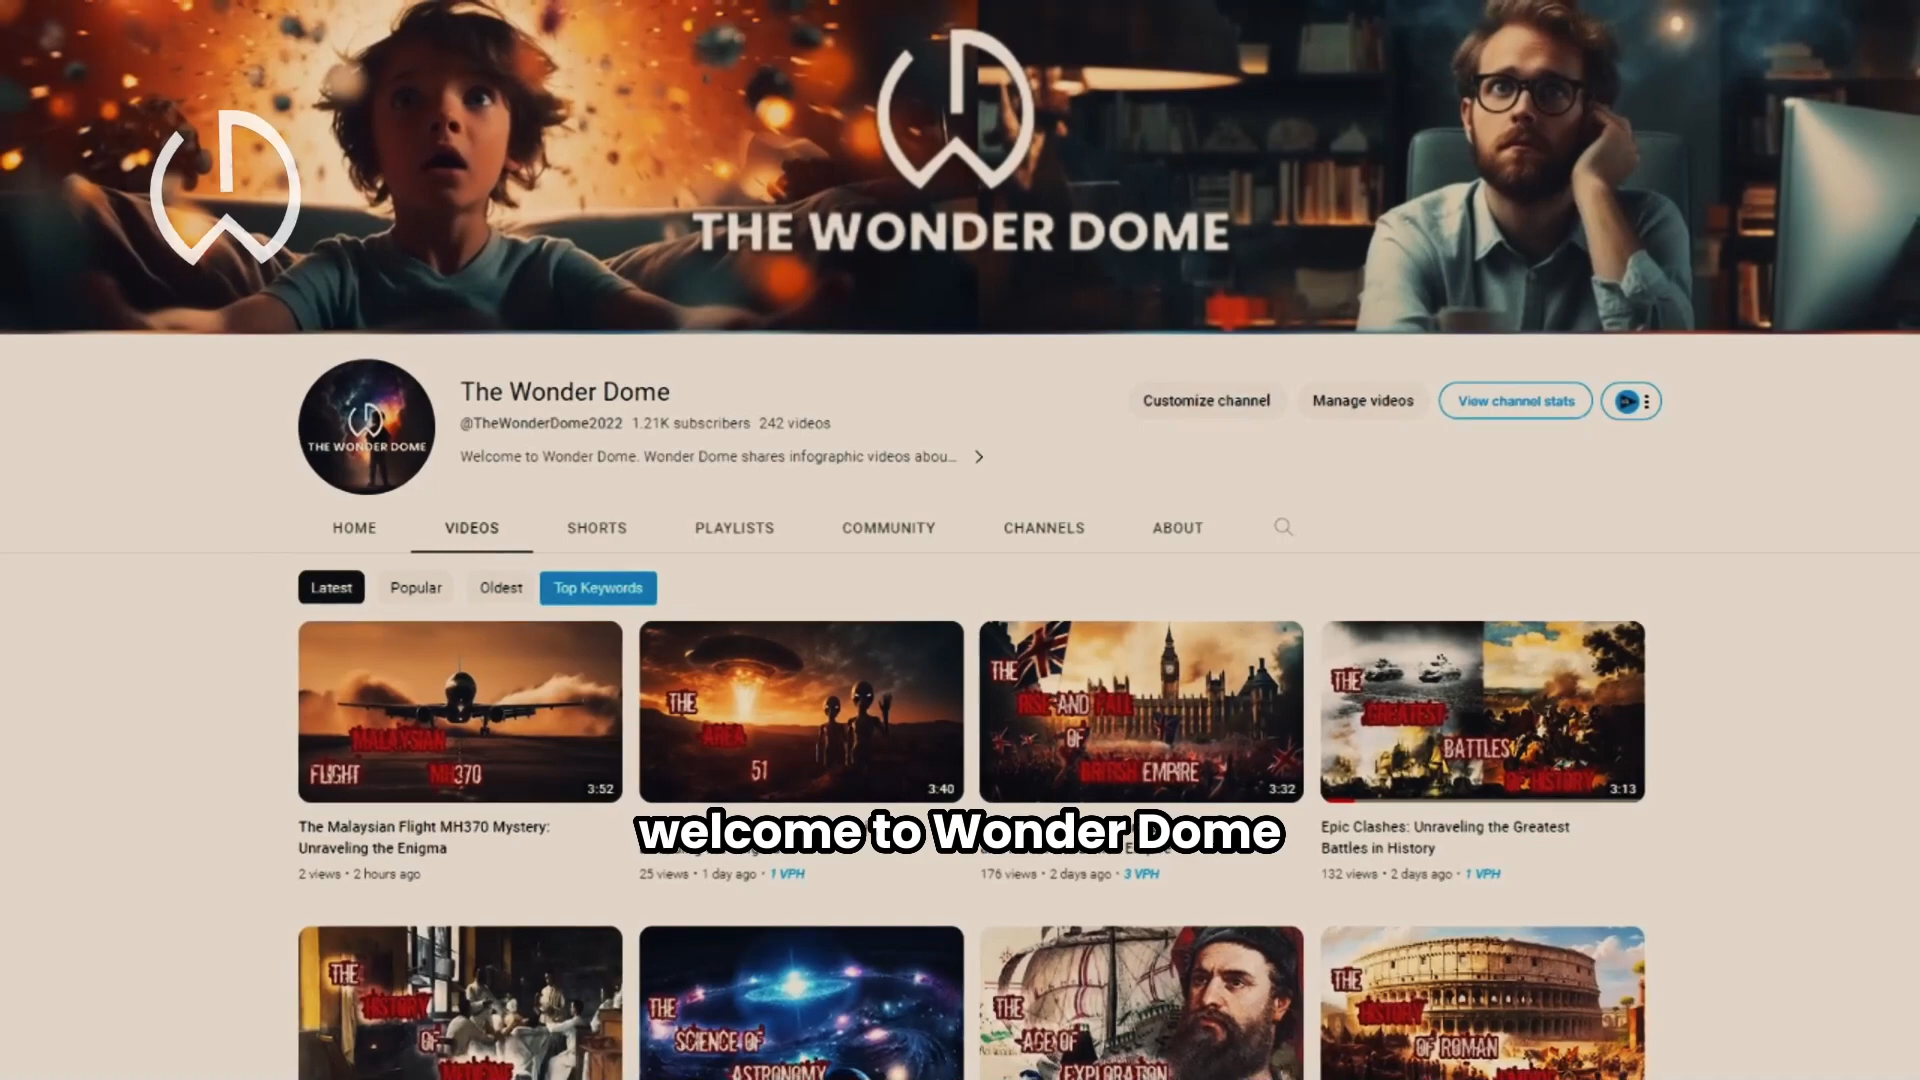 THE WONDER DOME
THE WONDER DOME
The Wonder Dome
@TheWonderDome2022 1.21K subscribers 242 videos
Welcome to Wonder Dome. Wonder Dome shares infographic videos abou...
Customize channel
Manage videos
View channel stats
HOME VIDEOS SHORTS PLAYLISTS COMMUNITY CHANNELS ABOUT
Latest Popular Oldest Top Keywords
MALAYSIAN
FLIGHT MH370
3:52
THE
AREA
51
3:40
THE
RISE AND FALL
OF
BRITISH EMPIRE
3:32
THE
GREATEST
BATTLES
OF HISTORY
3:13
The Malaysian Flight MH370 Mystery:
Unraveling the Enigma
2 views • 2 hours ago
welcome to Wonder Dome
25 views • 1 day ago • 1 VPH
176 views • 2 days ago • 3 VPH
Epic Clashes: Unraveling the Greatest
Battles in History
132 views • 2 days ago • 1 VPH
THE
HISTORY
OF
MEDICINE
THE
SCIENCE OF
ASTRONOMY
THE
AGE OF
EXPLORATION
THE
HISTORY
OF ROMAN